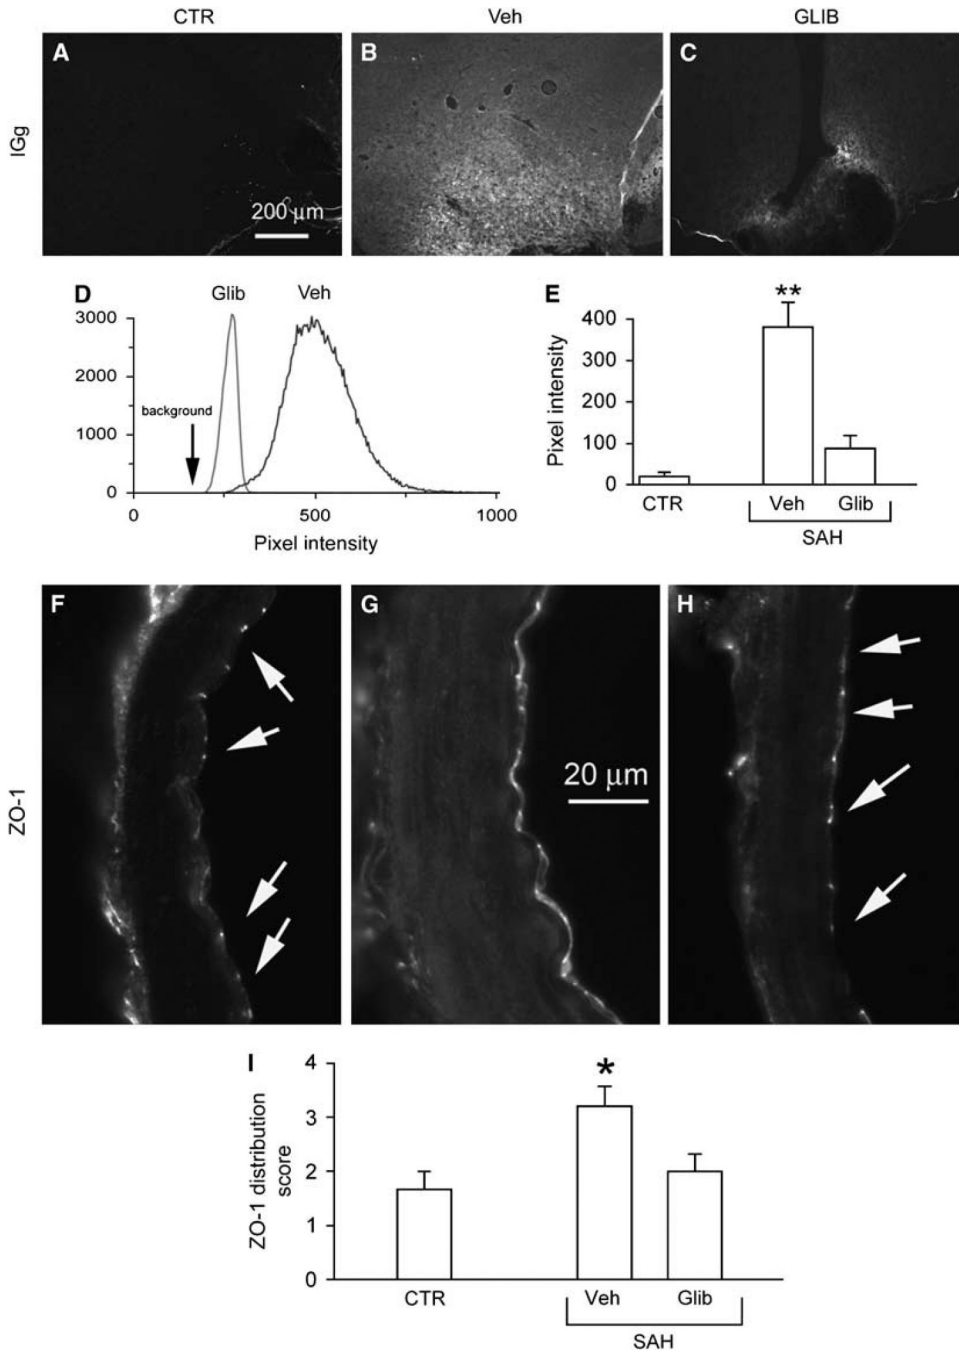 CTR Veh GLIB
IGg
A B C
200 μm
D
Glib Veh
3000
2000
1000
0
background
0 500 1000
Pixel intensity
E
**
400
300
200
100
0
Pixel intensity
CTR Veh Glib
SAH
F G H
ZO-1
20 μm
I
*
4
3
2
1
0
ZO-1 distribution
score
CTR Veh Glib
SAH